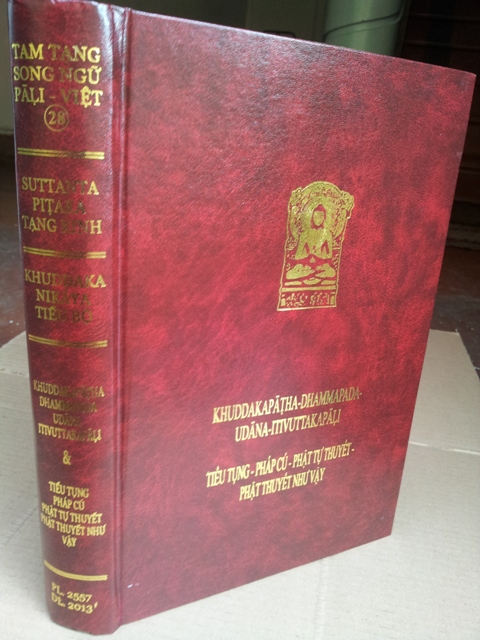 TAM TẠNG
SONG NGỮ
PĀḶI - VIỆT
28
SUTTANTA
PIṬAKA
TẠNG KINH
KHUDDAKA
NIKĀYA
TIỂU BỘ
KHUDDAKAPĀṬHA
DHAMMAPADA-
UDĀNA-
ITIVUTTAKAPĀḶI
&
TIỂU TỤNG
PHÁP CÚ
PHẬT TỰ THUYẾT
PHẬT THUYẾT NHƯ
VẬY
PL. 2557
DL. 2013
KHUDDAKAPĀṬHA-DHAMMAPADA-
UDĀNA-ITIVUTTAKAPĀḶI
TIỂU TỤNG - PHÁP CÚ - PHẬT TỰ THUYẾT -
PHẬT THUYẾT NHƯ VẬY